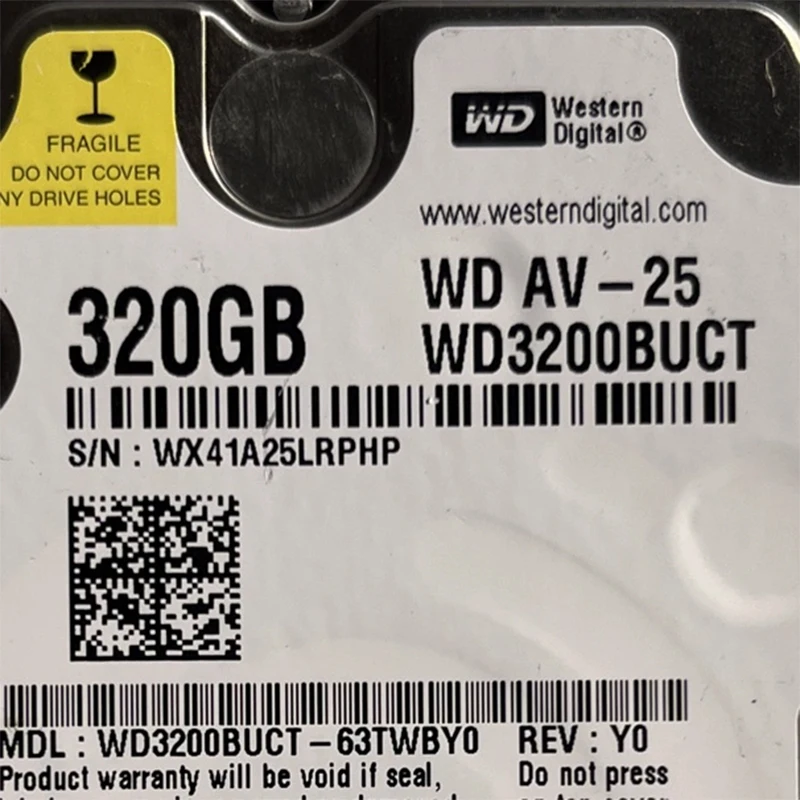 FRAGILE
DO NOT COVER
NY DRIVE HOLES
WD Western
Digital®
www.westerndigital.com
320GB
WD AV-25
WD3200BUCT
S/N : WX41A25LRPHP
MDL : WD3200BUCT-63TWBY0 REV : Y0
Product warranty will be void if seal,
Do not press